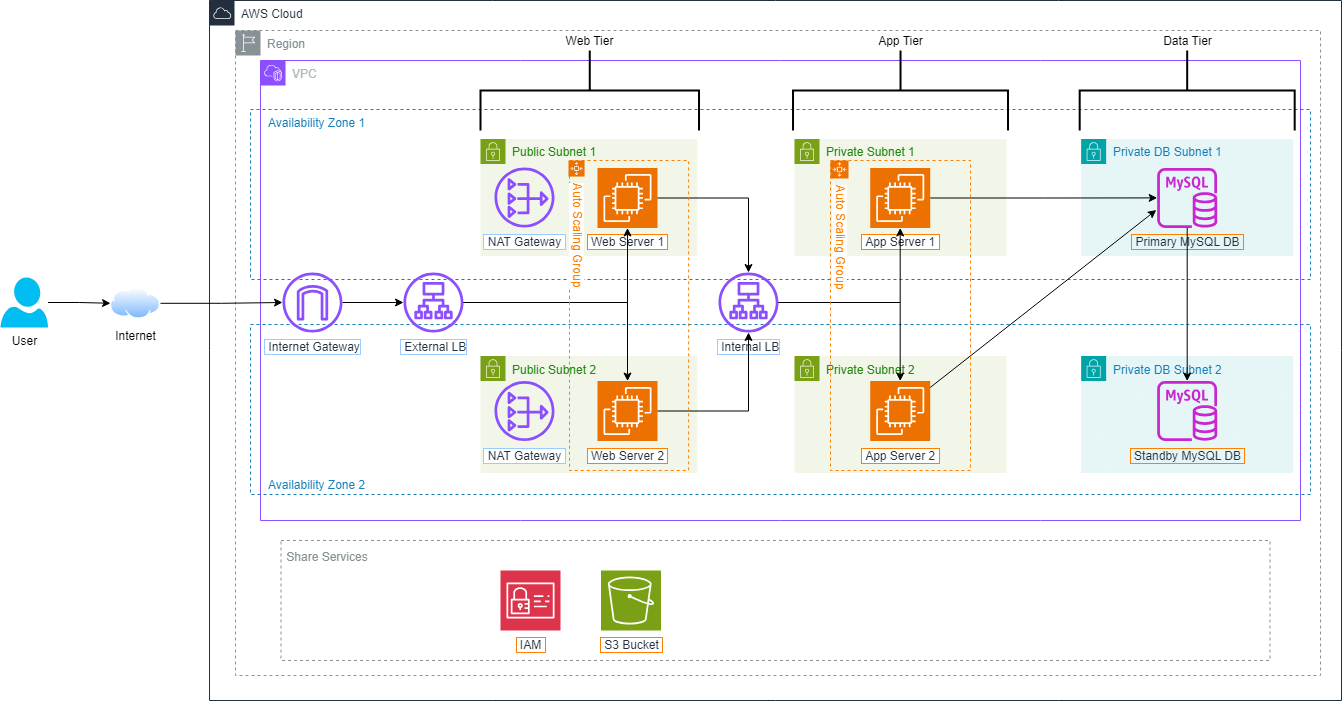 AWS Cloud
Region
Web Tier
App Tier
Data Tier
VPC
Availability Zone 1
Public Subnet 1
Private Subnet 1
Private DB Subnet 1
MySQL
Auto Scaling Group
Auto Scaling Group
NAT Gateway
Web Server 1
App Server 1
Primary MySQL DB
User
Internet
Internet Gateway
External LB
Internal LB
Public Subnet 2
Private Subnet 2
Private DB Subnet 2
MySQL
NAT Gateway
Web Server 2
App Server 2
Standby MySQL DB
Availability Zone 2
Share Services
IAM
S3 Bucket